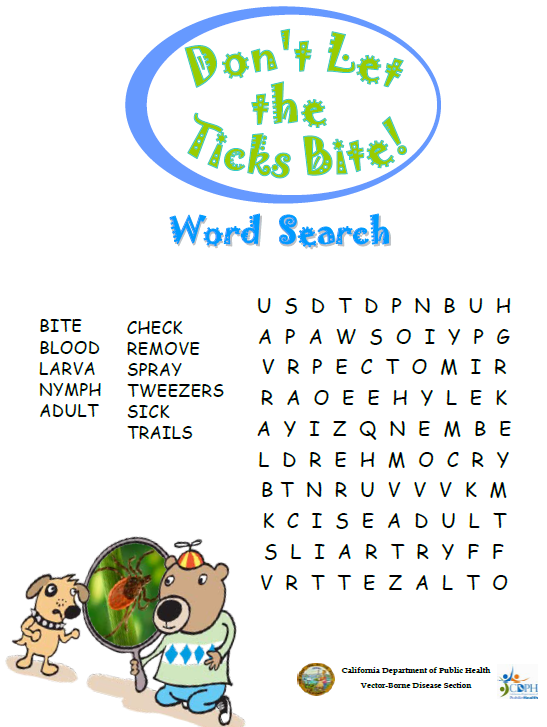 Don't Let
the
Ticks Bite!
Word Search
BITE
BLOOD
LARVA
NYMPH
ADULT
CHECK
REMOVE
SPRAY
TWEEZERS
SICK
TRAILS
U S D T D P N B U H
A P A W S O I Y P G
V R P E C T O M I R
R A O E E H Y L E K
A Y I Z Q N E M B E
L D R E H M O C R Y
B T N R U V V V K M
K C I S E A D U L T
S L I A R T R Y F F
V R T T E Z A L T O
California Department of Public Health
Vector-Borne Disease Section
CDPH